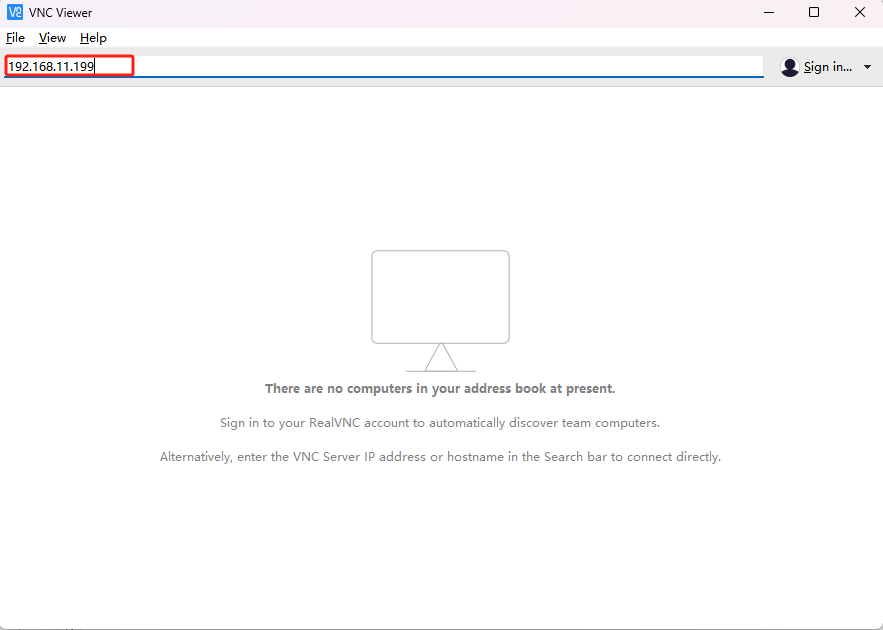 VNC Viewer
File View Help
192.168.11.199
Sign in...
There are no computers in your address book at present.
Sign in to your RealVNC account to automatically discover team computers.
Alternatively, enter the VNC Server IP address or hostname in the Search bar to connect directly.